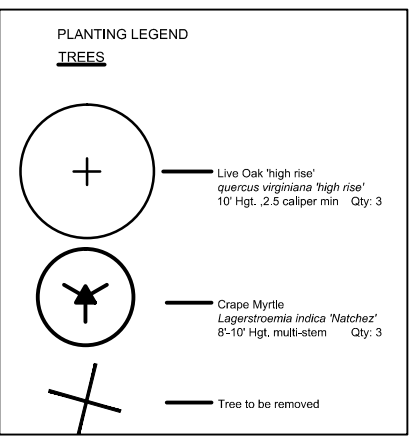 PLANTING LEGEND
TREES
Live Oak 'high rise'
quercus virginiana 'high rise'
10' Hgt. ,2.5 caliper min Qty: 3
Crape Myrtle
Lagerstroemia indica 'Natchez'
8'-10' Hgt, multi-stem Qty: 3
Tree to be removed